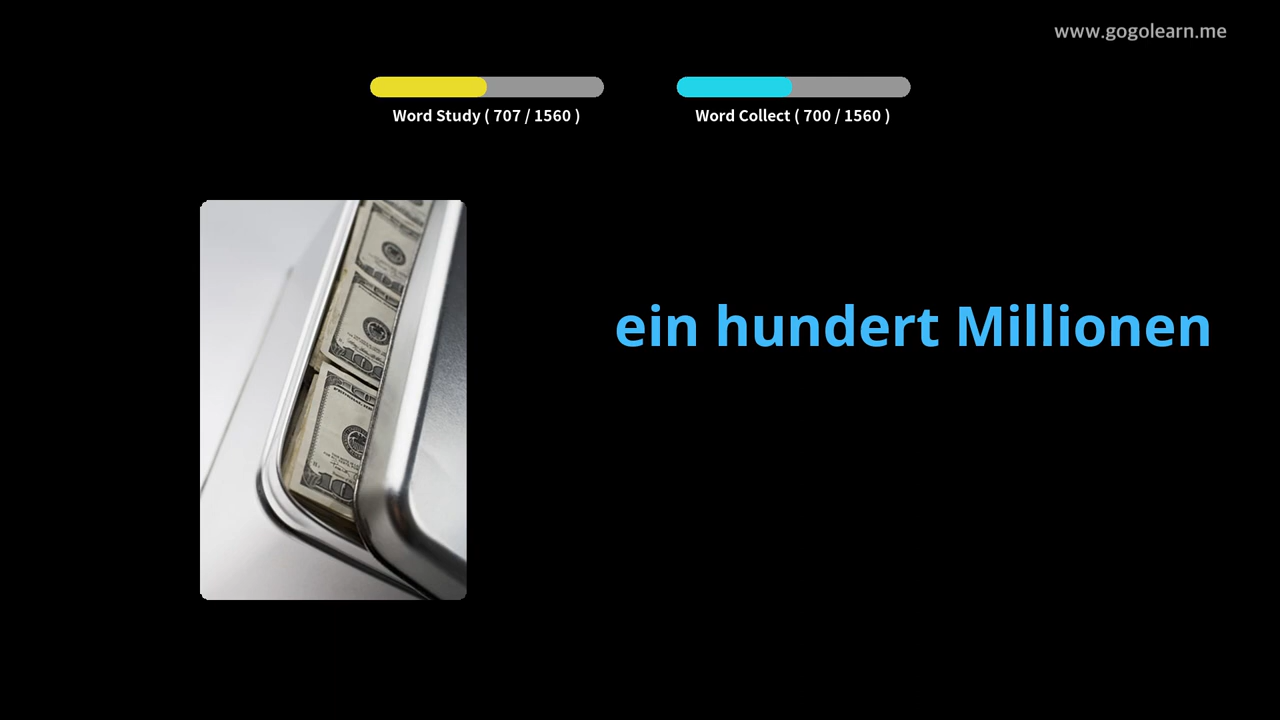 www.gogolearn.me
Word Study ( 707 / 1560 )
Word Collect ( 700 / 1560 )
ein hundert Millionen